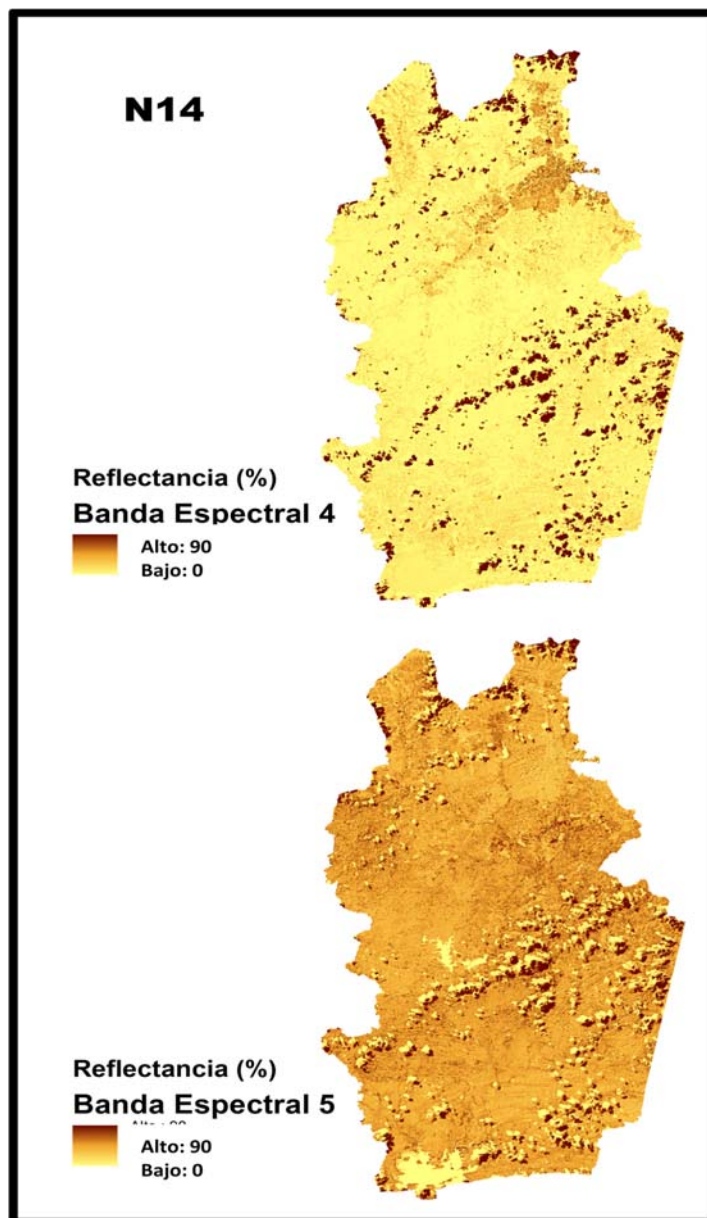 N14
Reflectancia (%)
Banda Espectral 4
Alto: 90
Bajo: 0
Reflectancia (%)
Banda Espectral 5
Alto: 90
Bajo: 0